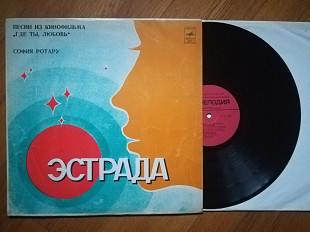 ПЕСНИ ИЗ КИНОФИЛЬМА
„ГДЕ ТЫ, ЛЮБОВЬ"
СОФИЯ РОТАРУ
ЭСТРАДА
МЕЛОДИЯ